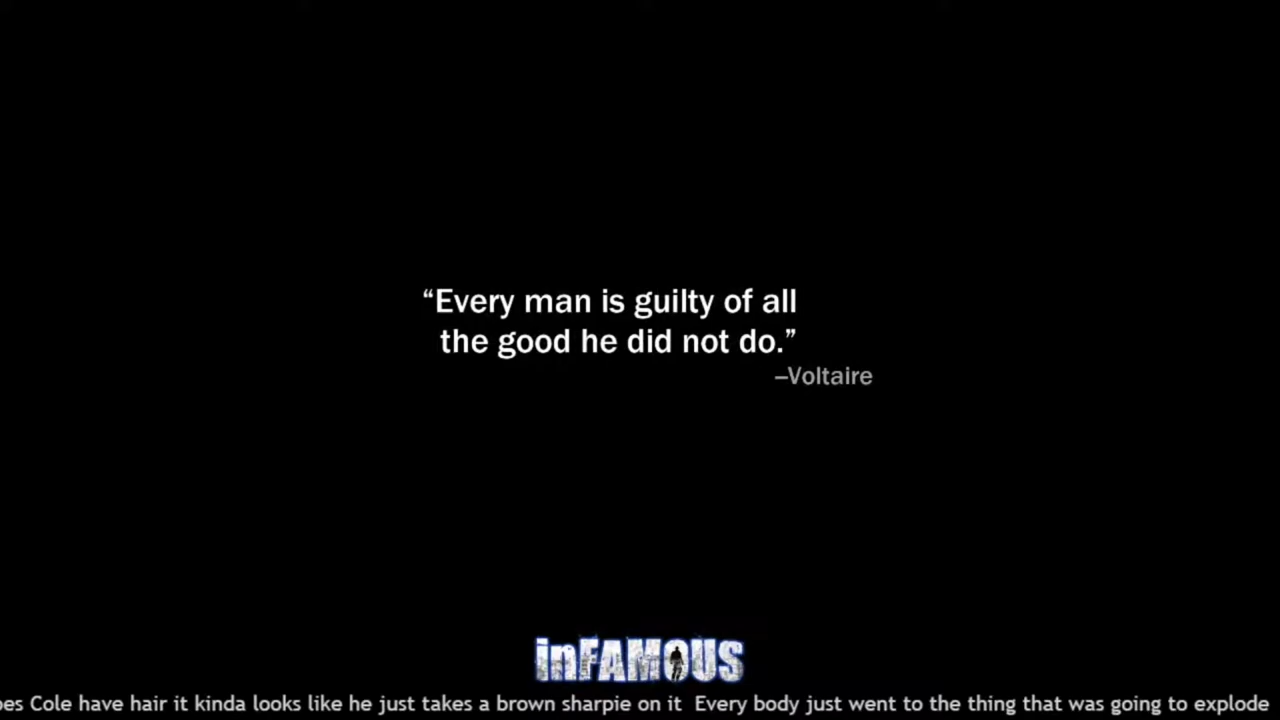 “Every man is guilty of all
the good he did not do.”
–Voltaire
inFAMOUS
Cole have hair it kinda looks like he just takes a brown sharpie on it Every body just went to the thing that was going to explode